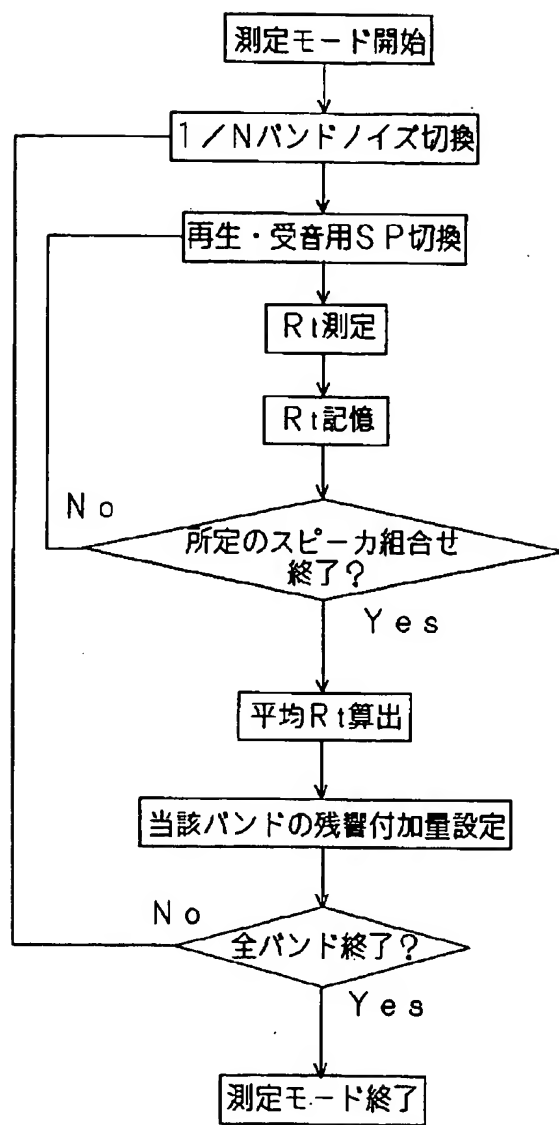 測定モード開始
1／Nバンドノイズ切換
再生・受音用SP切換
Rt測定
Rt記憶
No
所定のスピーカ組合せ
終了？
Yes
平均Rt算出
当該バンドの残響付加量設定
No
全バンド終了？
Yes
測定モード終了